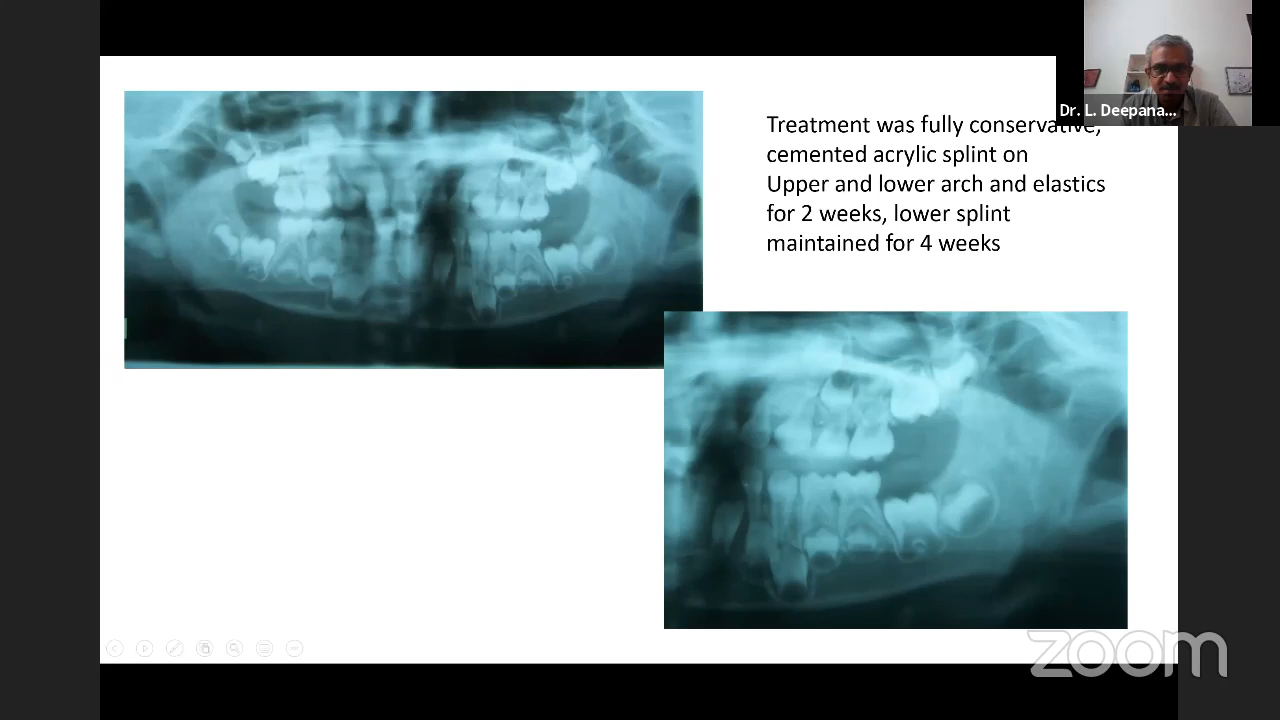 Dr. L. Deepana...
Treatment was fully conservative,
cemented acrylic splint on
Upper and lower arch and elastics
for 2 weeks, lower splint
maintained for 4 weeks
zoom